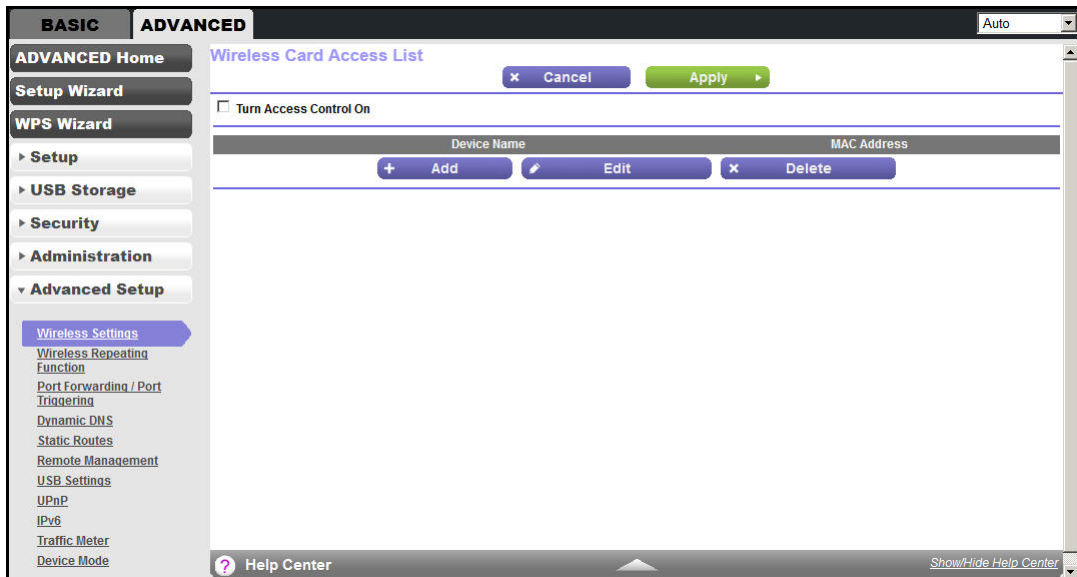 BASIC
ADVANCED
Auto
ADVANCED Home
Setup Wizard
WPS Wizard
Setup
USB Storage
Security
Administration
Advanced Setup
Wireless Settings
Wireless Repeating
Function
Port Forwarding / Port
Triggering
Dynamic DNS
Static Routes
Remote Management
USB Settings
UPnP
IPv6
Traffic Meter
Device Mode
Wireless Card Access List
Cancel
Apply
Turn Access Control On
Device Name
MAC Address
Add
Edit
Delete
? Help Center
Show/Hide Help Center